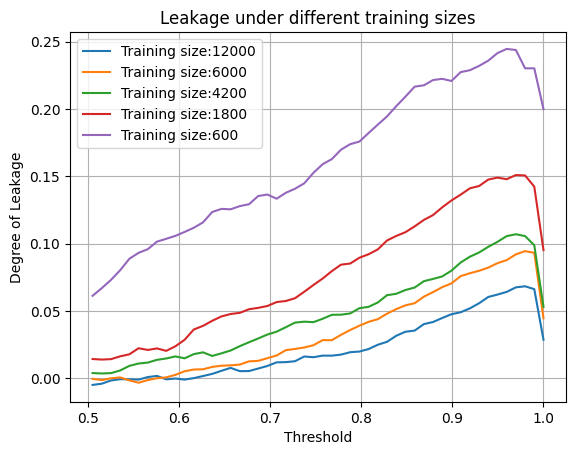 Leakage under different training sizes
Degree of Leakage
0.25
0.20
0.15
0.10
0.05
0.00
Training size:12000
Training size:6000
Training size:4200
Training size:1800
Training size:600
0.5 0.6 0.7 0.8 0.9 1.0
Threshold